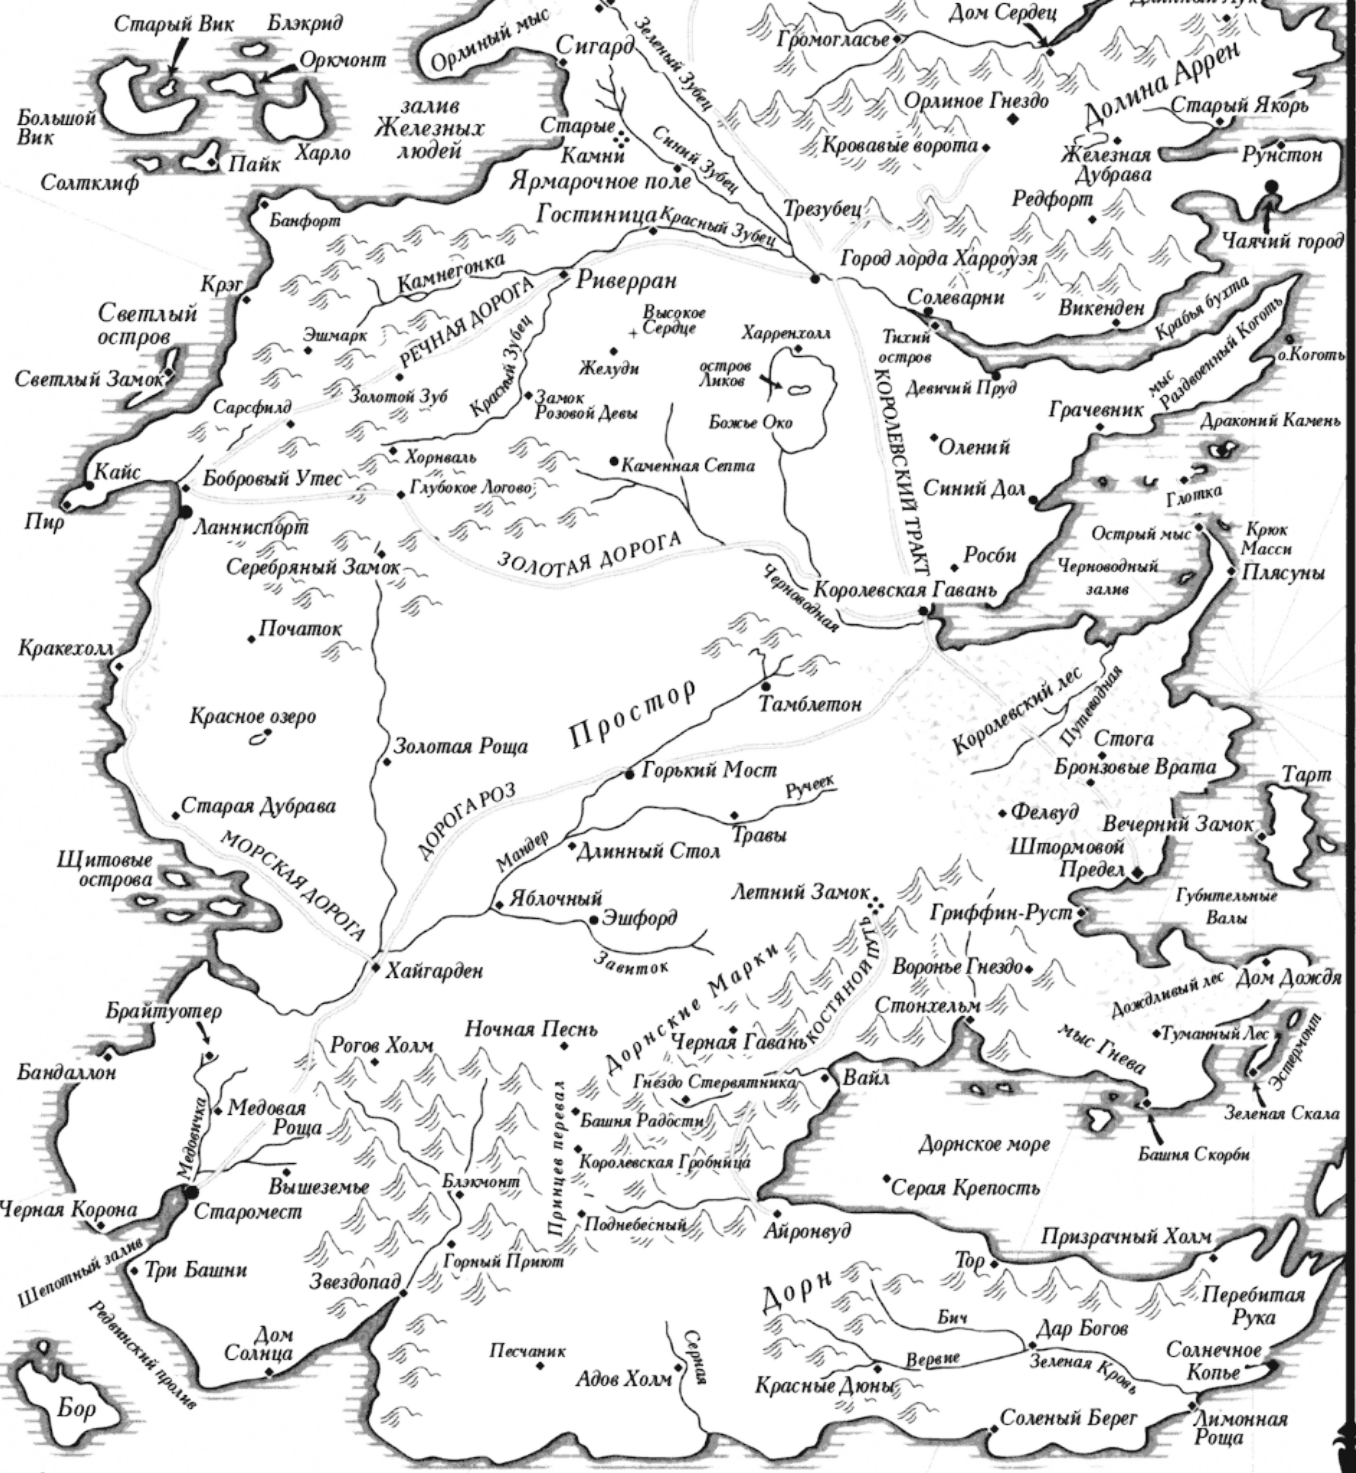 Дом Сердец
Старый Вик
Блэкрид
Орлиный мыс
Зеленый Зубец
Громогласье
Сигард
Оркмонт
Долина Аррен
Большой
Вик
залив
Железных
людей
Орлиное Гнездо
Старый Якорь
Старые
Камни
Синий Зубец
Кровавые ворота
Железная
Дубрава
Рунстон
Харло
Пайк
Солтклиф
Ярмарочное поле
Банфорт
Гостиница
Красный Зубец
Трезубец
Редфорт
Чаячий город
Камнегонка
Риверран
Город лорда Харроуэя
Крэг
РЕЧНАЯ ДОРОГА
Солеварни
Викенден
Крабья бухта
Светлый
остров
Эшмарк
Высокое
Сердце
Харренхолл
Тихий
остров
мыс
Раздвоенный Коготь
о.Коготь
Светлый Замок
Красный Зубец
Желуди
остров
Ликов
Девичий Пруд
Золотой Зуб
Замок
Розовой Девы
Сарсфилд
Божье Око
КОРОЛЕВСКИЙ ТРАКТ
Грачевник
Драконий Камень
Олений
Хорнваль
Каменная Септа
Кайс
Бобровый Утес
Глубокое Логово
Синий Дол
Глотка
Пир
Ланниспорт
Острый мыс
Крюк
Масси
ЗОЛОТАЯ ДОРОГА
Серебряный Замок
Росби
Черноводный
залив
Плясуны
Черноводная
Королевская Гавань
Початок
Кракехолл
Простор
Тамблетон
Королевский лес
Путеводная
Красное озеро
Золотая Роща
Стога
Горький Мост
Бронзовые Врата
Тарт
Старая Дубрава
ДОРОГА РОЗ
Ручеек
Фелвуд
Травы
Вечерний Замок
МОРСКАЯ ДОРОГА
Мандер
Длинный Стол
Штормовой
Предел
Щитовые
острова
Летний Замок
Яблочный
Эшфорд
Гриффин-Руст
Губительные
Валы
Завиток
Хайгарден
Дорнские Марки
КОСТЯНОЙ ПУТЬ
Воронье Гнездо
Дождливый лес
Дом Дождя
Брайтуотер
Стонхельм
Рогов Холм
Ночная Песнь
Черная Гавань
мыс Гнева
Туманный Лес
Эстермонт
Бандаллон
Гнездо Стервятника
Вайл
Зеленая Скала
Медовичка
Медовая
Роща
Принцев перевал
Башня Радости
Башня Скорби
Дорнское море
Королевская Гробница
Вышеземье
Блэкмонт
Серая Крепость
Черная Корона
Старомест
Поднебесный
Айронвуд
Призрачный Холм
Шепотный залив
Три Башни
Звездопад
Горный Приют
Тор
Дорн
Перебитая
Рука
Редвинский пролив
Дом
Солнца
Бич
Дар Богов
Песчаник
Серная
Вервие
Зеленая Кровь
Солнечное
Копье
Адов Холм
Красные Дюны
Бор
Соленый Берег
Лимонная
Роща